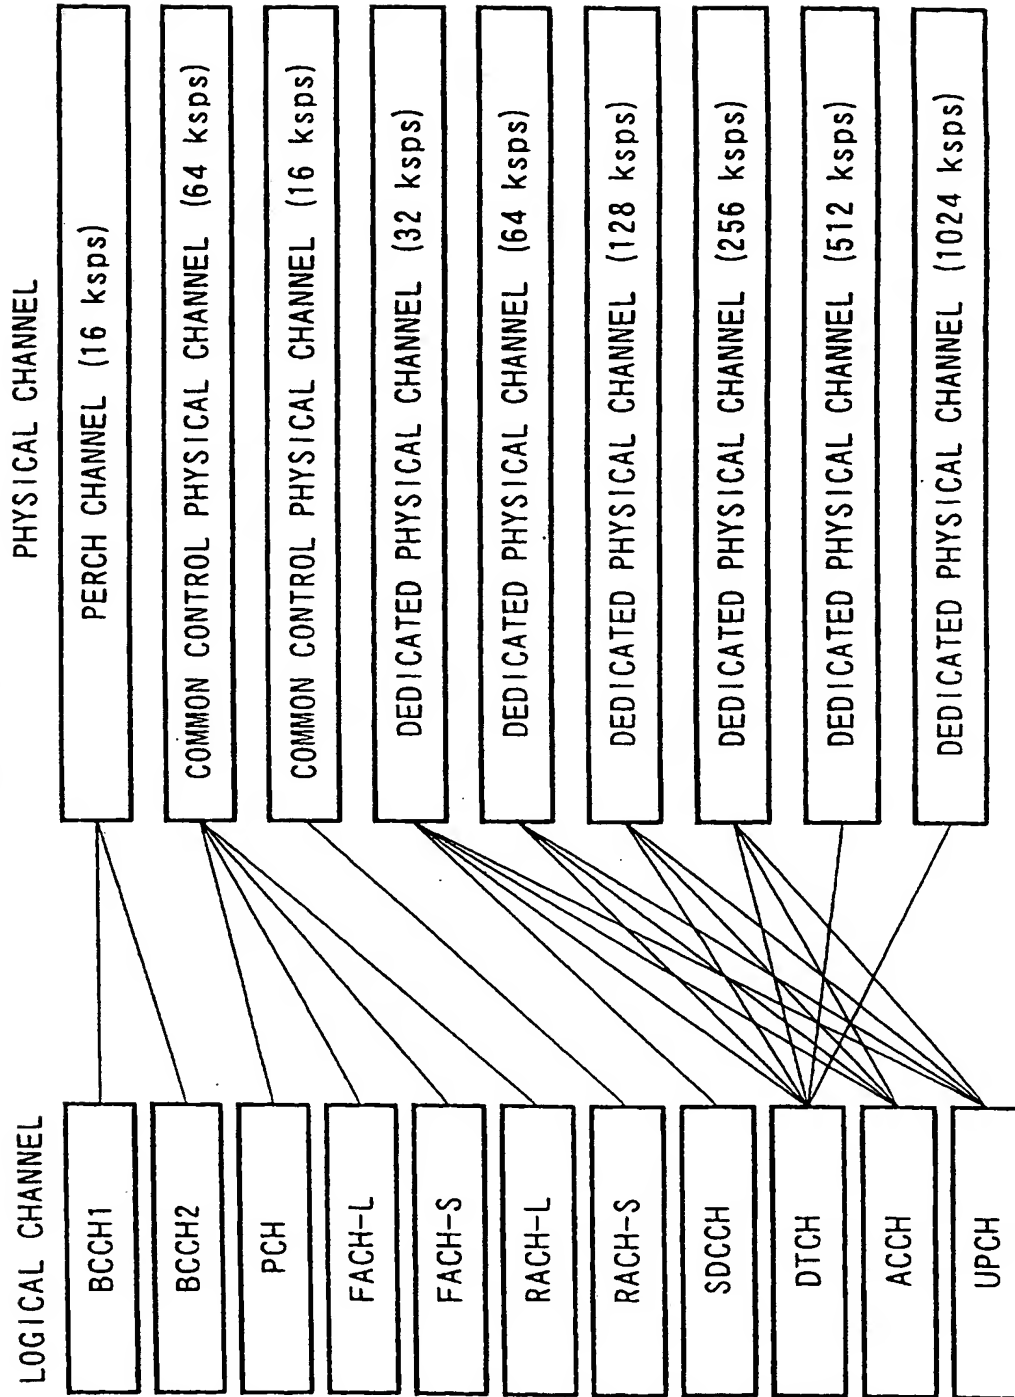 LOGICAL CHANNEL
BCCH1
BCCH2
PCH
FACH-L
FACH-S
RACH-L
RACH-S
SDCCH
DTCH
ACCH
UPCH
PHYSICAL CHANNEL
PERCH CHANNEL (16 ksps)
COMMON CONTROL PHYSICAL CHANNEL (64 ksps)
COMMON CONTROL PHYSICAL CHANNEL (16 ksps)
DEDICATED PHYSICAL CHANNEL (32 ksps)
DEDICATED PHYSICAL CHANNEL (64 ksps)
DEDICATED PHYSICAL CHANNEL (128 ksps)
DEDICATED PHYSICAL CHANNEL (256 ksps)
DEDICATED PHYSICAL CHANNEL (512 ksps)
DEDICATED PHYSICAL CHANNEL (1024 ksps)